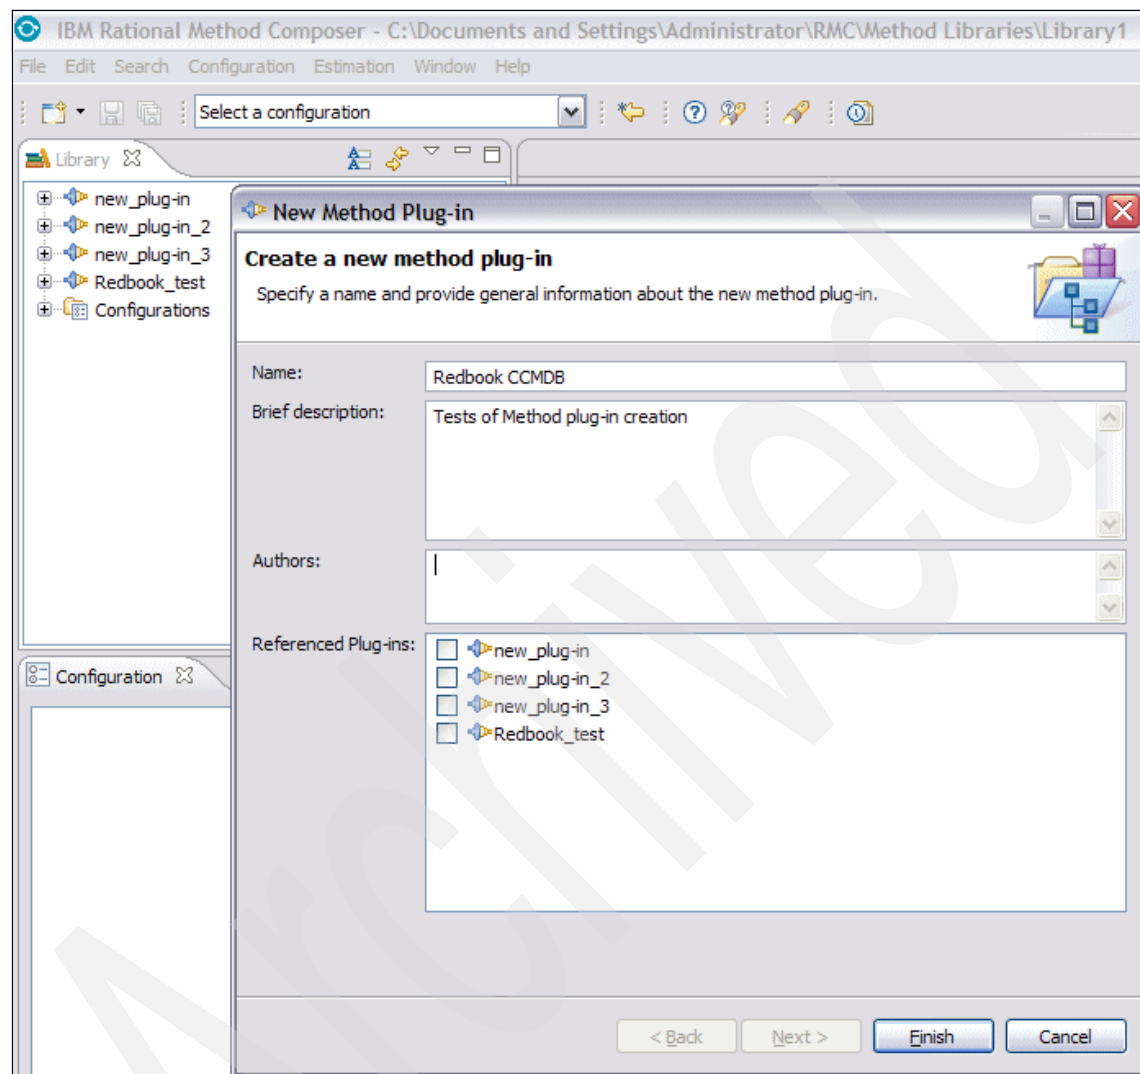 IBM Rational Method Composer - C:\Documents and Settings\Administrator\RMC\Method Libraries\Library1
File Edit Search Configuration Estimation Window Help
Select a configuration
Library
new_plug-in
new_plug-in_2
new_plug-in_3
Redbook_test
Configurations
Configuration
New Method Plug-in
Create a new method plug-in
Specify a name and provide general information about the new method plug-in.
Name:
Redbook CCMDB
Brief description:
Tests of Method plug-in creation
Authors:
Referenced Plug-ins:
new_plug-in
new_plug-in_2
new_plug-in_3
Redbook_test
< Back
Next >
Finish
Cancel
Archived